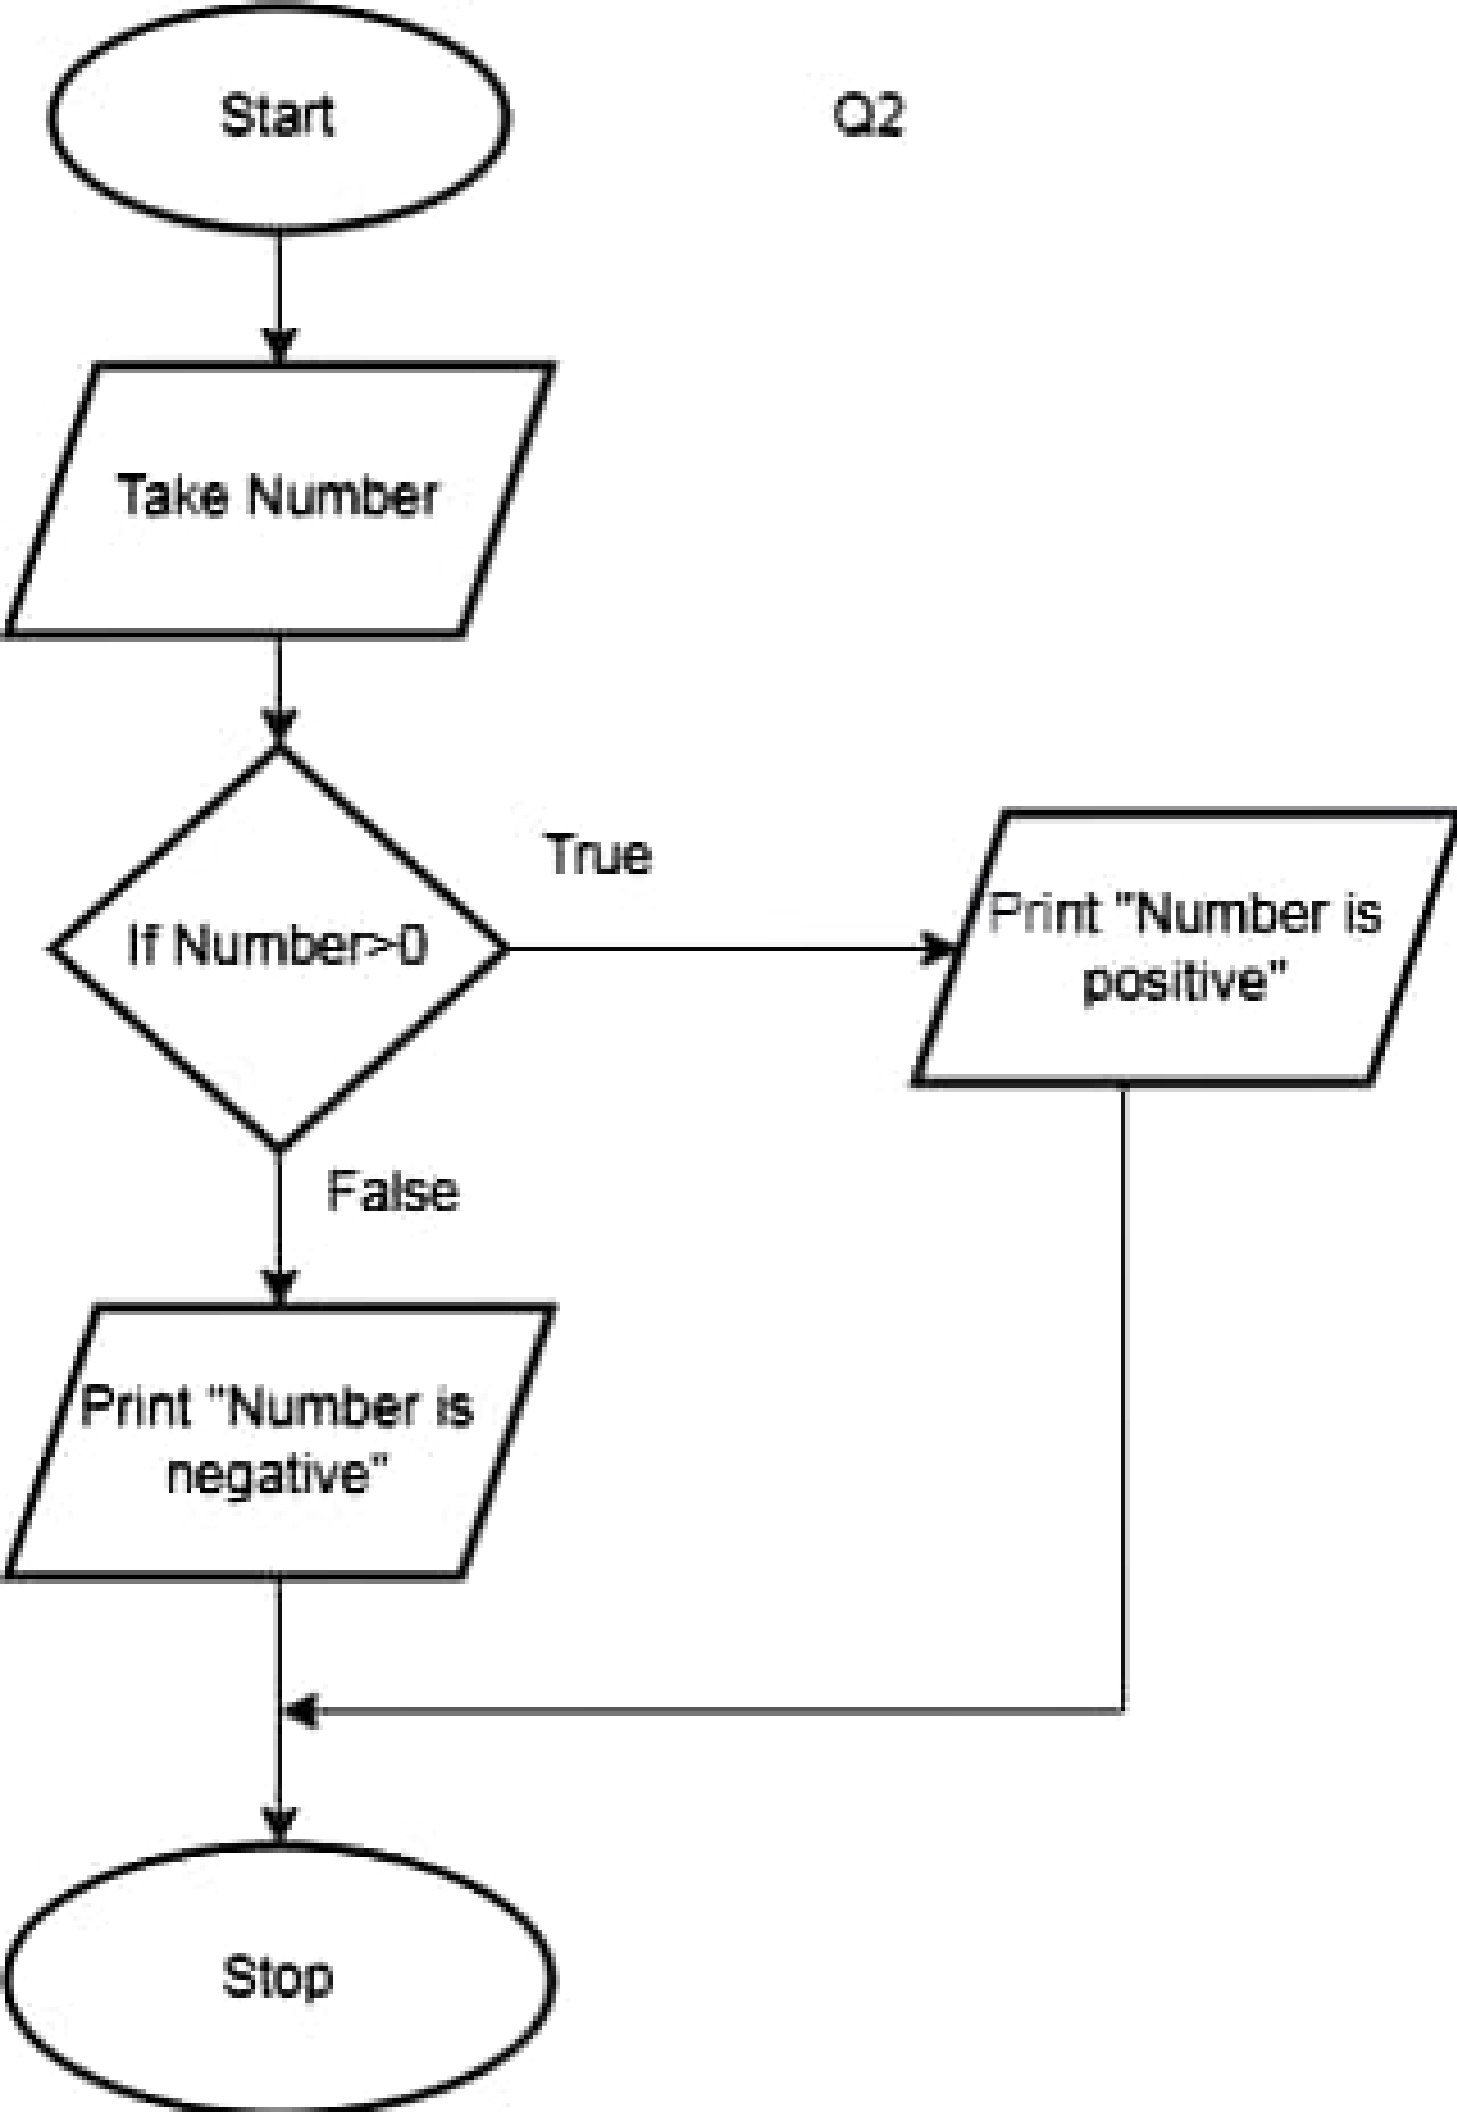 Start
Q2
Take Number
If Number>0
True
Print "Number is
positive"
False
Print "Number is
negative"
Stop